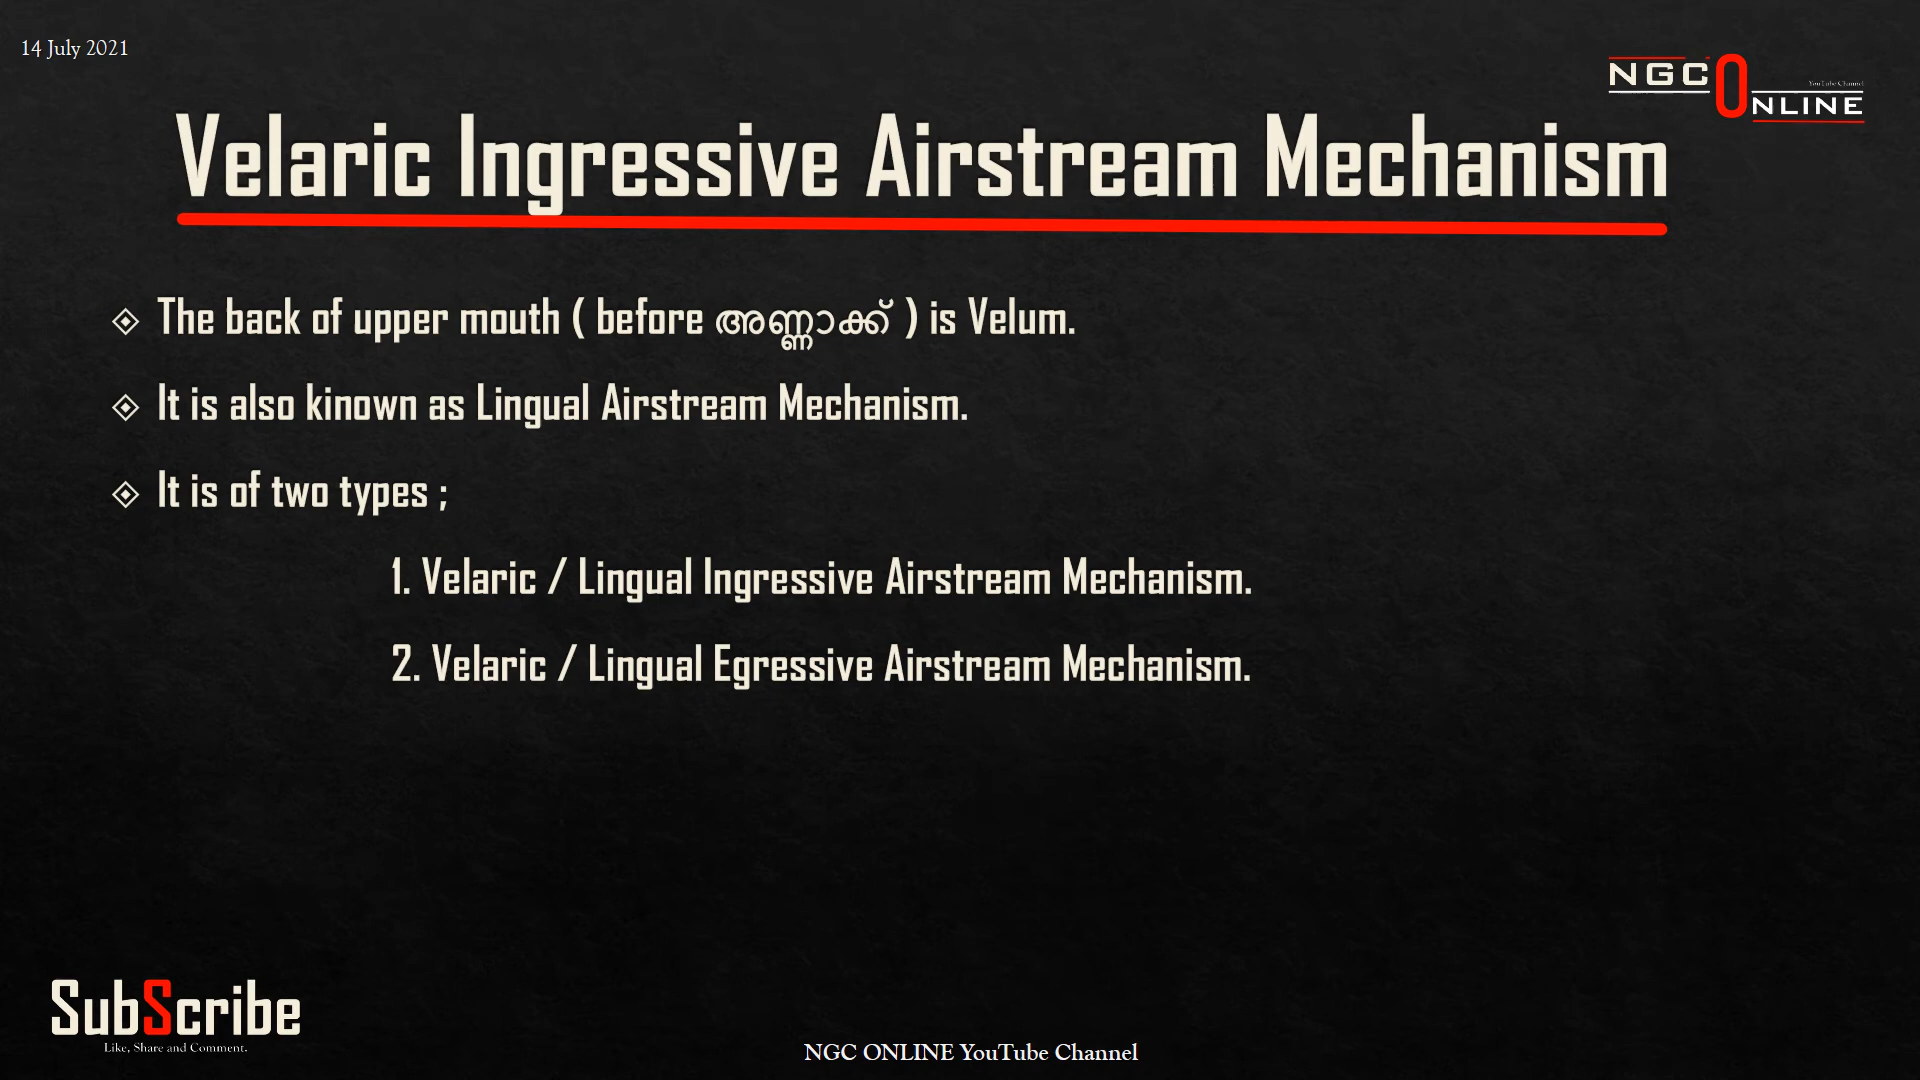 14 July 2021
NGC ONLINE
YouTube Channel
Velaric Ingressive Airstream Mechanism
The back of upper mouth ( before അണ്ണാക്ക് ) is Velum.
It is also kinown as Lingual Airstream Mechanism.
It is of two types ;
1. Velaric / Lingual Ingressive Airstream Mechanism.
2. Velaric / Lingual Egressive Airstream Mechanism.
SubScribe
Like, Share and Comment.
NGC ONLINE YouTube Channel